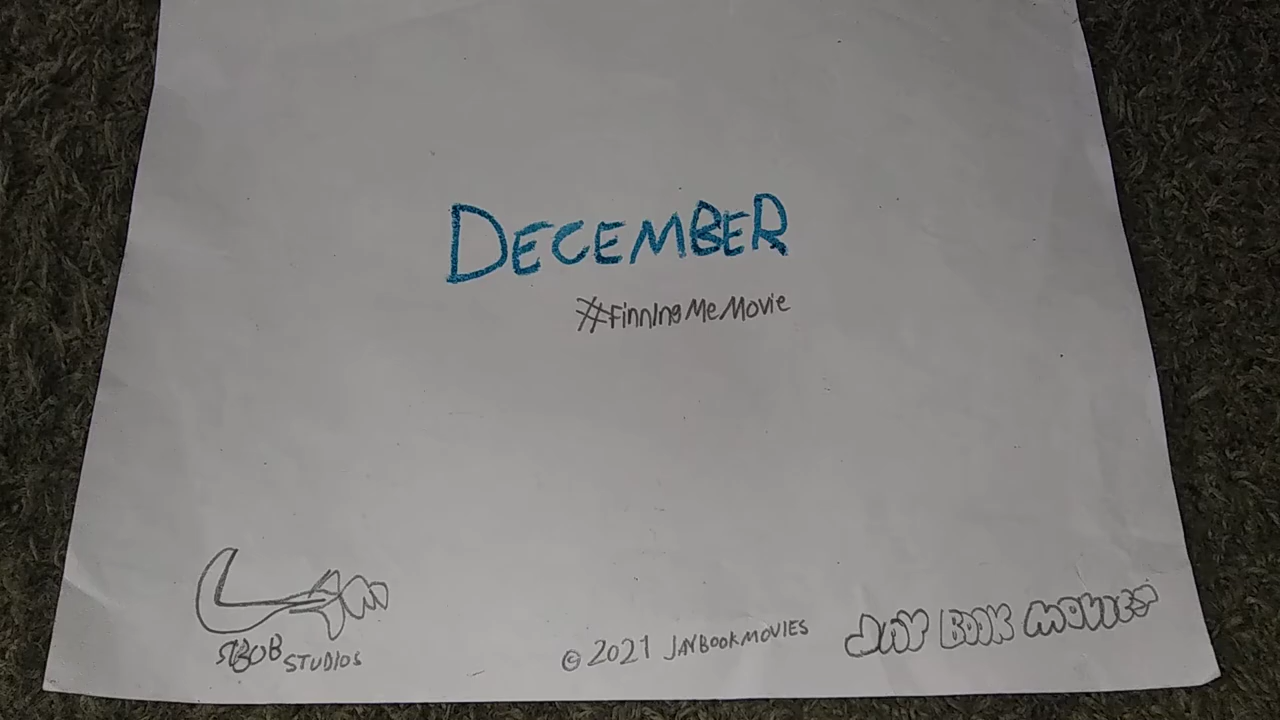 DECEMBER
#FinnIngMeMovie
STUDIOS
© 2021 JAYBOOKMOVIES
JAY BOOK MOVIES